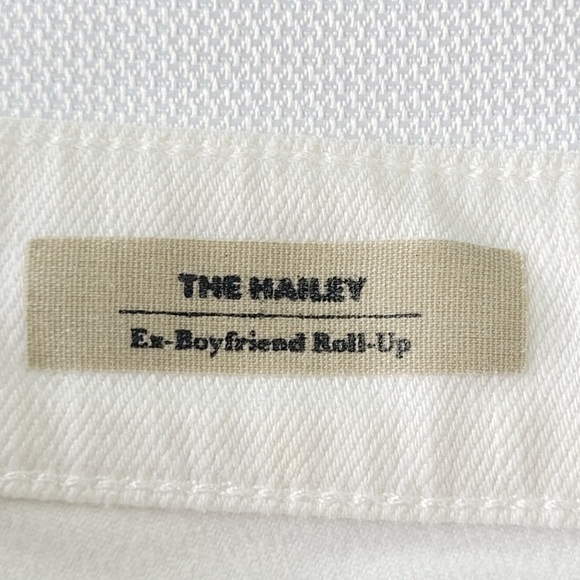 THE HAILEY
Ex-Boyfriend Roll-Up